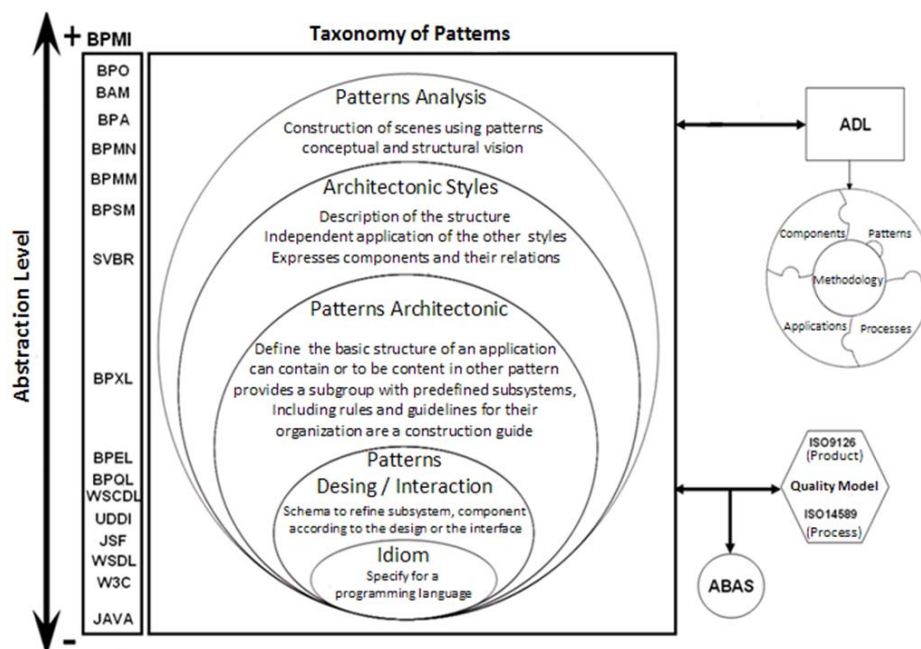 Taxonomy of Patterns
+
BPMI
BPO
BAM
BPA
BPMN
BPMM
BPSM
SVBR
BPXL
BPEL
BPQL
WSCDL
UDDI
JSF
WSDL
W3C
JAVA
-
Abstraction Level
Patterns Analysis
Construction of scenes using patterns
conceptual and structural vision
Architectonic Styles
Description of the structure
Independent application of the other styles
Expresses components and their relations
Patterns Architectonic
Define the basic structure of an application
can contain or to be content in other pattern
provides a subgroup with predefined subsystems,
Including rules and guidelines for their
organization are a construction guide
Patterns
Desing / Interaction
Schema to refine subsystem, component
according to the design or the interface
Idiom
Specify for a
programming language
ADL
Components
Patterns
Methodology
Applications
Processes
ISO9126
(Product)
Quality Model
ISO14589
(Process)
ABAS